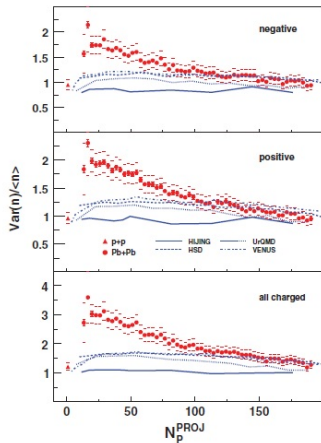 Var(n)/<n>
negative
2
1.5
1
0.5
positive
2
1.5
1
0.5
p+p
Pb+Pb
HIJING
HSD
UrQMD
VENUS
all charged
4
3
2
1
0 50 100 150
N_P^PROJ